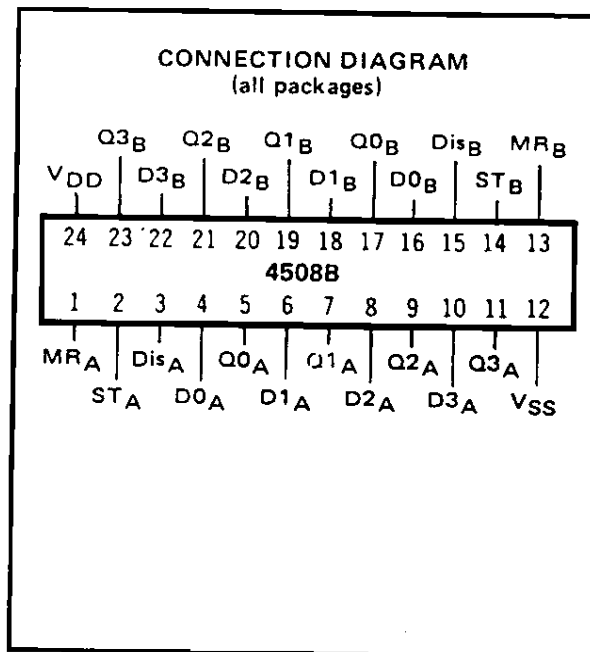 CONNECTION DIAGRAM
(all packages)
Q3B Q2B Q1B Q0B DisB MRB
VDD D3B D2B D1B D0B STB
24 23 22 21 20 19 18 17 16 15 14 13
4508B
1 2 3 4 5 6 7 8 9 10 11 12
MRA DisA Q0A Q1A Q2A Q3A
STA D0A D1A D2A D3A VSS